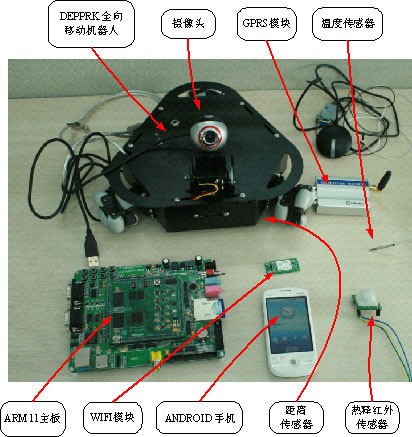 DEPPRK全向
移动机器人
摄像头
GPRS模块
温度传感器
ARM11主板
WIFI模块
ANDROID手机
距离
传感器
热释红外
传感器